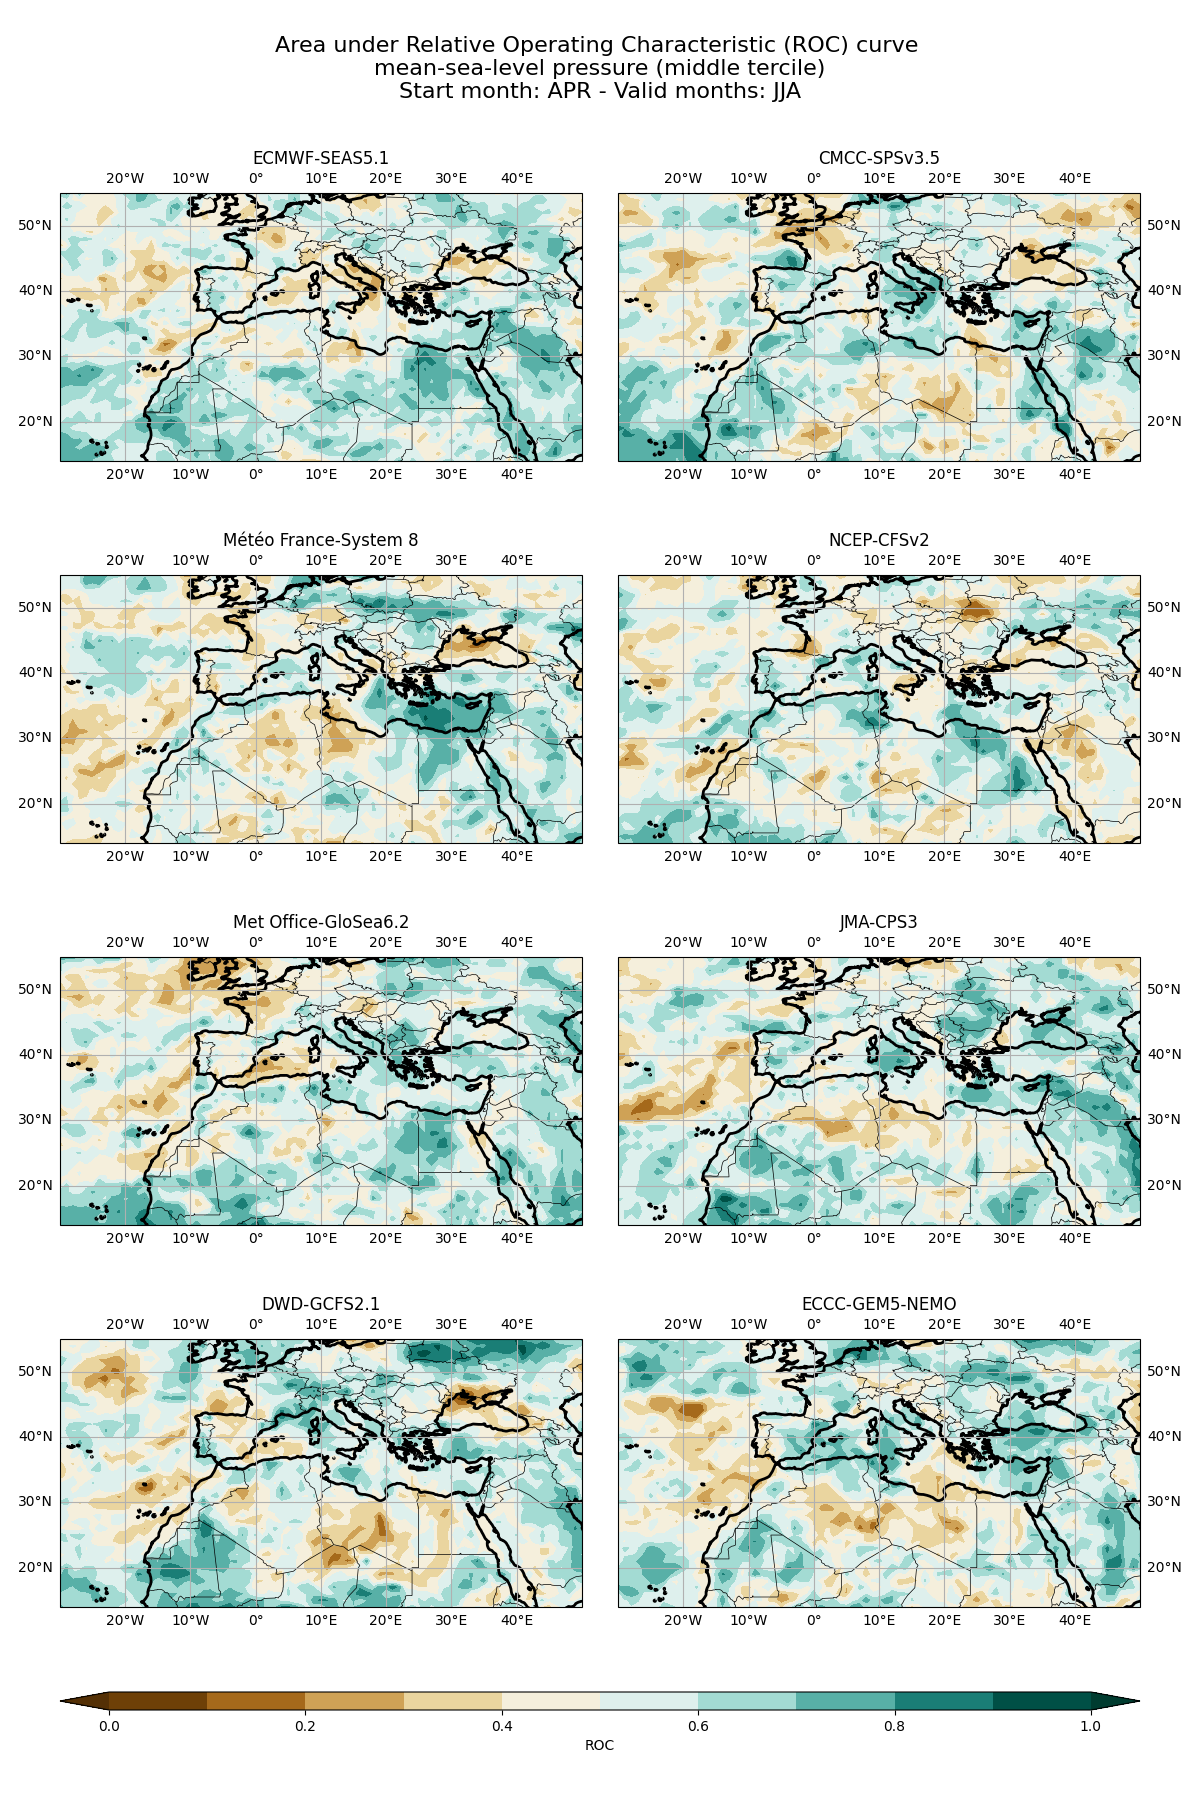 Area under Relative Operating Characteristic (ROC) curve
mean-sea-level pressure (middle tercile)
Start month: APR - Valid months: JJA
ECMWF-SEAS5.1
CMCC-SPSv3.5
20°W 10°W 0° 10°E 20°E 30°E 40°E
20°W 10°W 0° 10°E 20°E 30°E 40°E
50°N 50°N
40°N 40°N
30°N 30°N
20°N 20°N
20°W 10°W 0° 10°E 20°E 30°E 40°E
20°W 10°W 0° 10°E 20°E 30°E 40°E
Météo France-System 8
NCEP-CFSv2
20°W 10°W 0° 10°E 20°E 30°E 40°E
20°W 10°W 0° 10°E 20°E 30°E 40°E
50°N 50°N
40°N 40°N
30°N 30°N
20°N 20°N
20°W 10°W 0° 10°E 20°E 30°E 40°E
20°W 10°W 0° 10°E 20°E 30°E 40°E
Met Office-GloSea6.2
JMA-CPS3
20°W 10°W 0° 10°E 20°E 30°E 40°E
20°W 10°W 0° 10°E 20°E 30°E 40°E
50°N 50°N
40°N 40°N
30°N 30°N
20°N 20°N
20°W 10°W 0° 10°E 20°E 30°E 40°E
20°W 10°W 0° 10°E 20°E 30°E 40°E
DWD-GCFS2.1
ECCC-GEM5-NEMO
20°W 10°W 0° 10°E 20°E 30°E 40°E
20°W 10°W 0° 10°E 20°E 30°E 40°E
50°N 50°N
40°N 40°N
30°N 30°N
20°N 20°N
20°W 10°W 0° 10°E 20°E 30°E 40°E
20°W 10°W 0° 10°E 20°E 30°E 40°E
0.0 0.2 0.4 0.6 0.8 1.0
ROC